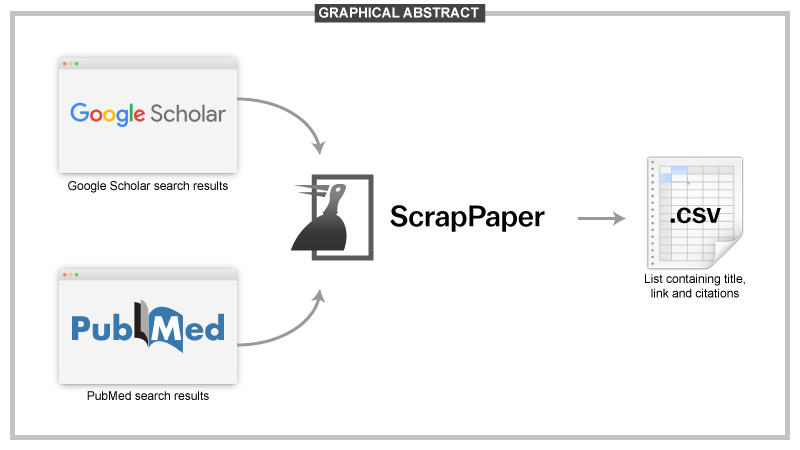 GRAPHICAL ABSTRACT
Google Scholar
Google Scholar search results
PubMed
PubMed search results
ScrapPaper
.CSV
List containing title,
link and citations